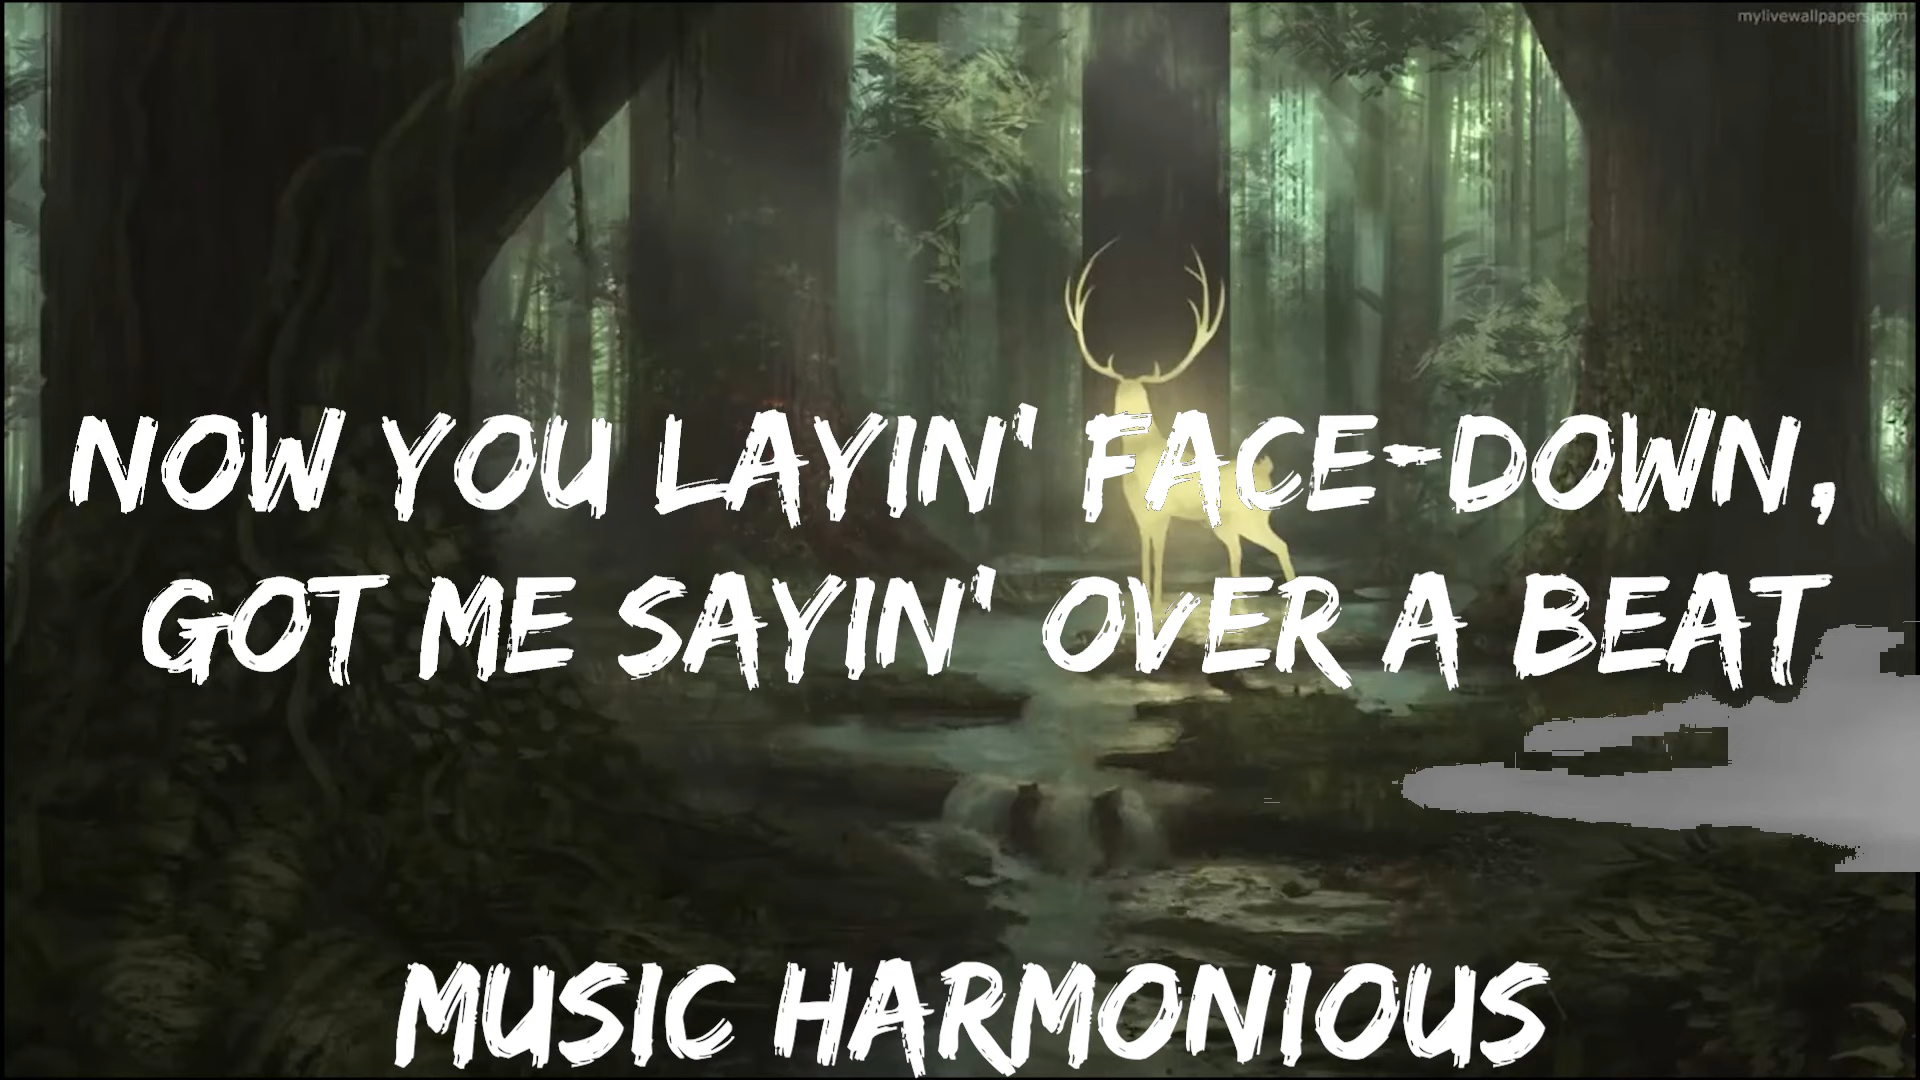 mylivewallpapers.com
NOW YOU LAYIN' FACE-DOWN,
GOT ME SAYIN' OVER A BEAT
MUSIC HARMONIOUS